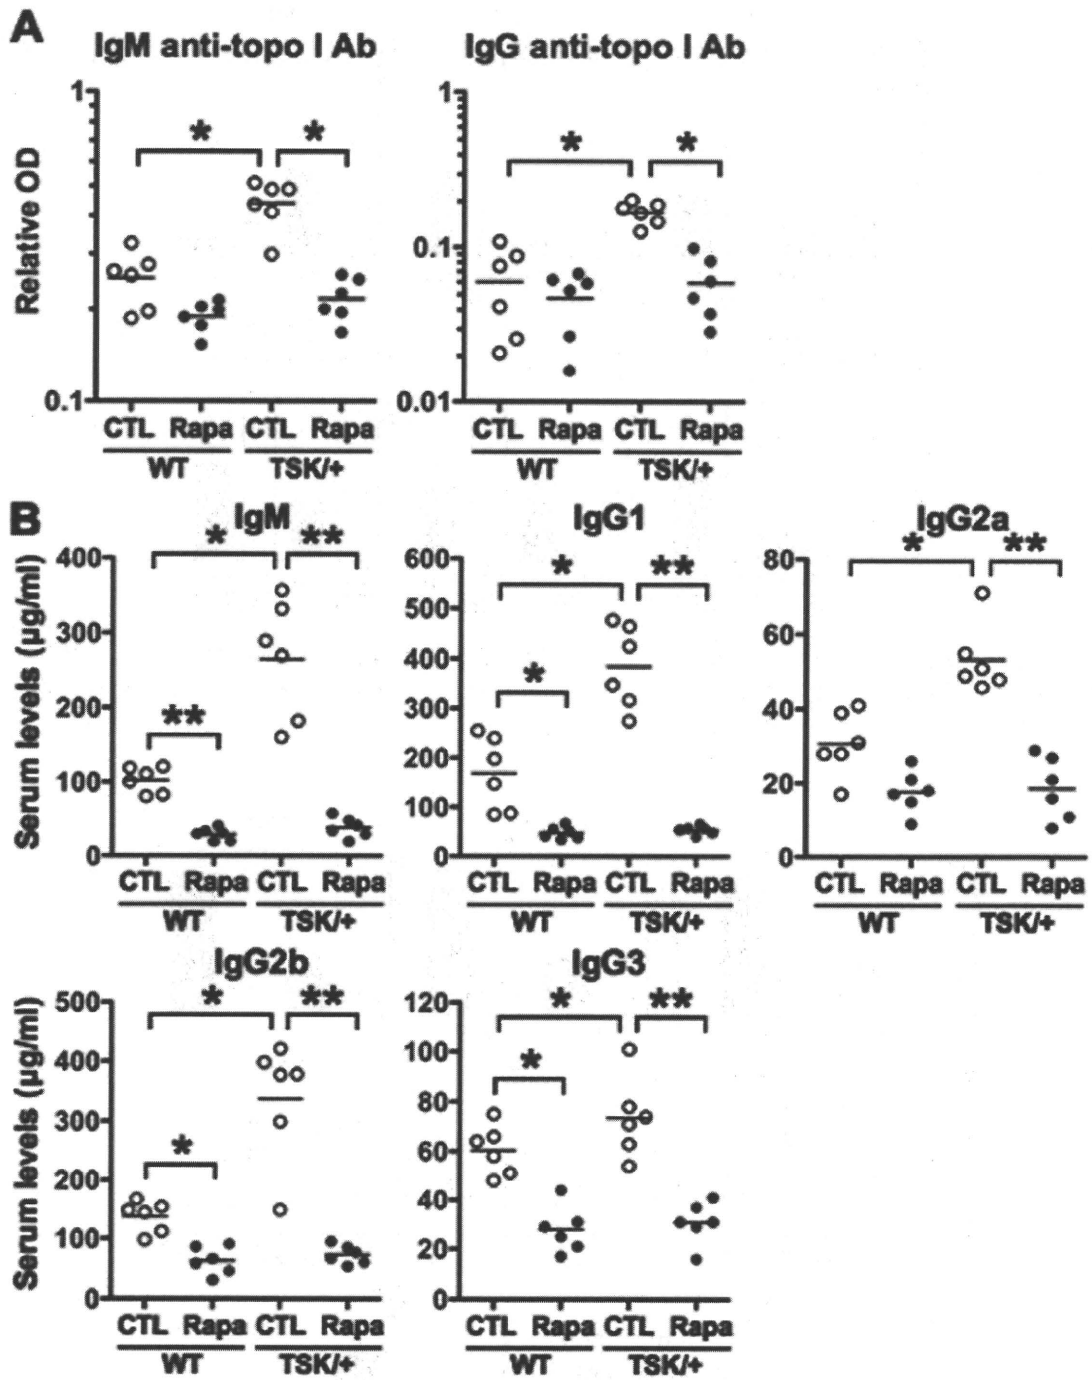 A
IgM anti-topo I Ab
IgG anti-topo I Ab
Relative OD
1
0.1
*
*
1
0.1
0.01
*
*
CTL Rapa CTL Rapa
WT TSK/+
CTL Rapa CTL Rapa
WT TSK/+
B
IgM
IgG1
IgG2a
Serum levels (µg/ml)
400
300
200
100
0
* **
**
600
500
400
300
200
100
0
* **
*
80
60
40
20
0
* **
CTL Rapa CTL Rapa
WT TSK/+
CTL Rapa CTL Rapa
WT TSK/+
CTL Rapa CTL Rapa
WT TSK/+
IgG2b
IgG3
Serum levels (µg/ml)
500
400
300
200
100
0
* **
*
120
100
80
60
40
20
0
* **
*
CTL Rapa CTL Rapa
WT TSK/+
CTL Rapa CTL Rapa
WT TSK/+